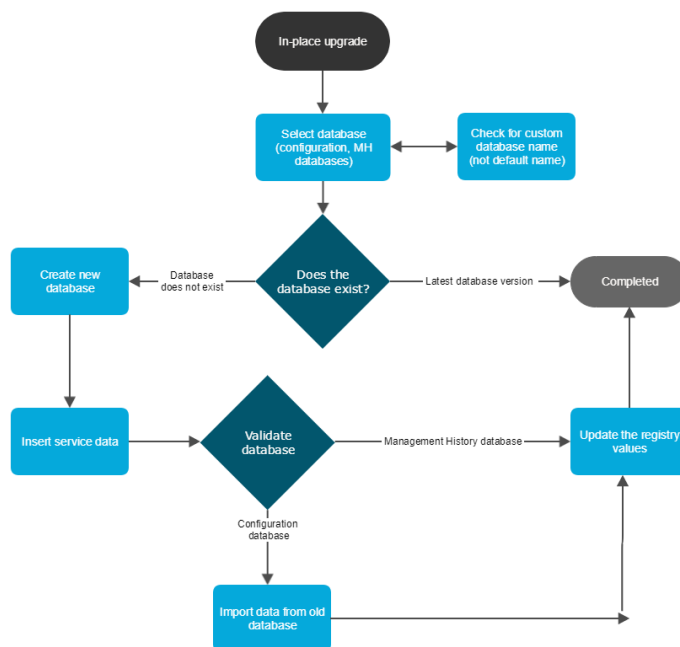 In-place upgrade
Select database
(configuration, MH
databases)
Check for custom
database name
(not default name)
Create new
database
Database
does not exist
Does the
database exist?
Latest database version
Completed
Insert service data
Validate
database
Management History database
Update the registry
values
Configuration
database
Import data from old
database